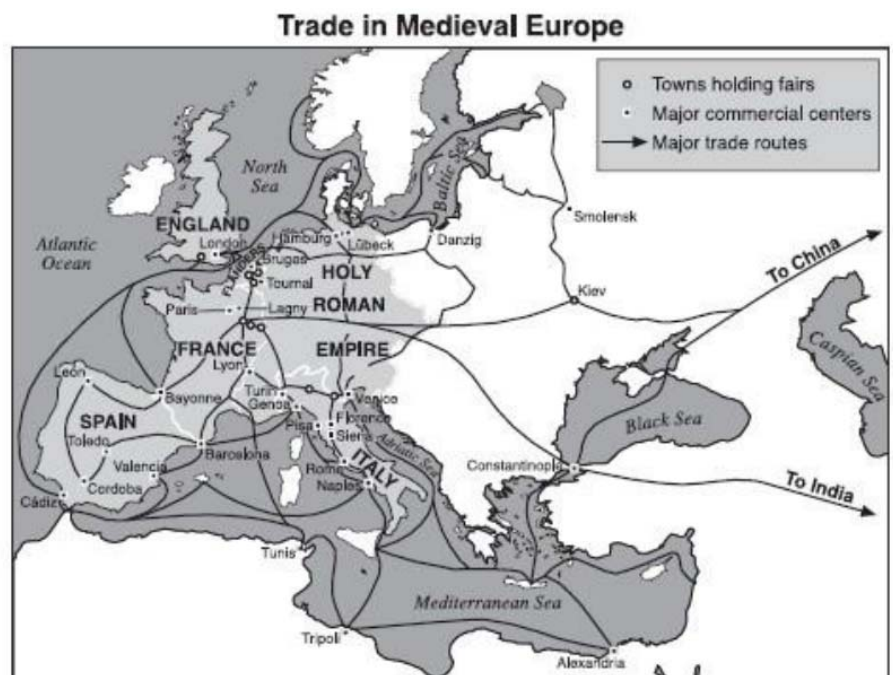 Trade in Medieval Europe
Towns holding fairs
Major commercial centers
Major trade routes
North
Sea
Baltic Sea
Smolensk
ENGLAND
London
Hamburg
Lübeck
Danzig
Atlantic
Ocean
FLANDERS
Bruges
HOLY
To China
Tournai
Kiev
Paris
Lagny
ROMAN
Caspian Sea
FRANCE
EMPIRE
Lyon
León
Turin
Venice
Bayonne
Genoa
SPAIN
Florence
Black Sea
Pisa
Siena
Toledo
Adriatic Sea
Barcelona
Valencia
Rome
ITALY
Constantinople
To India
Cordoba
Naples
Cádiz
Tunis
Mediterranean Sea
Tripoli
Alexandria